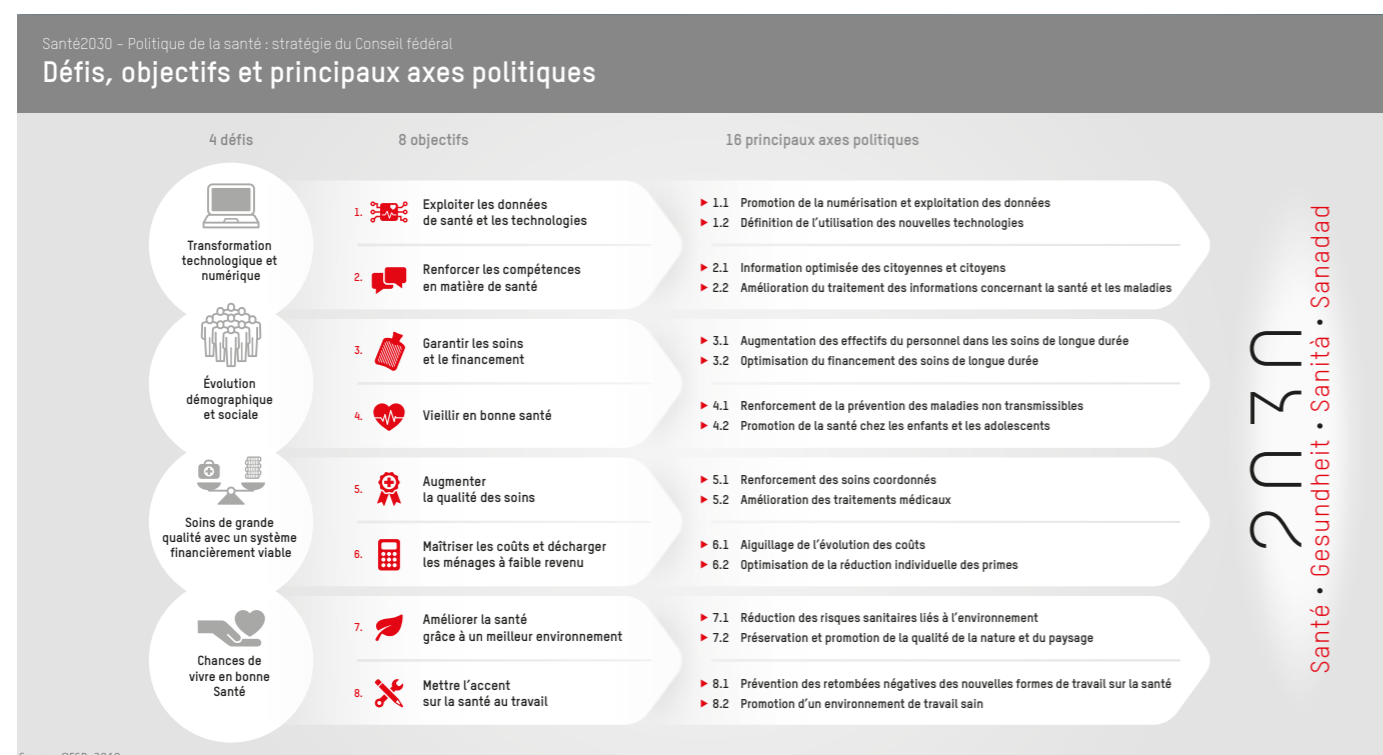 Santé2030 – Politique de la santé : stratégie du Conseil fédéral
Défis, objectifs et principaux axes politiques
4 défis
8 objectifs
16 principaux axes politiques
Transformation
technologique et
numérique
1. Exploiter les données
de santé et les technologies
▶ 1.1 Promotion de la numérisation et exploitation des données
▶ 1.2 Définition de l'utilisation des nouvelles technologies
2. Renforcer les compétences
en matière de santé
▶ 2.1 Information optimisée des citoyennes et citoyens
▶ 2.2 Amélioration du traitement des informations concernant la santé et les maladies
Évolution
démographique
et sociale
3. Garantir les soins
et le financement
▶ 3.1 Augmentation des effectifs du personnel dans les soins de longue durée
▶ 3.2 Optimisation du financement des soins de longue durée
4. Vieillir en bonne santé
▶ 4.1 Renforcement de la prévention des maladies non transmissibles
▶ 4.2 Promotion de la santé chez les enfants et les adolescents
Soins de grande
qualité avec un système
financièrement viable
5. Augmenter
la qualité des soins
▶ 5.1 Renforcement des soins coordonnés
▶ 5.2 Amélioration des traitements médicaux
6. Maîtriser les coûts et décharger
les ménages à faible revenu
▶ 6.1 Aiguillage de l'évolution des coûts
▶ 6.2 Optimisation de la réduction individuelle des primes
Chances de
vivre en bonne
Santé
7. Améliorer la santé
grâce à un meilleur environnement
▶ 7.1 Réduction des risques sanitaires liés à l'environnement
▶ 7.2 Préservation et promotion de la qualité de la nature et du paysage
8. Mettre l'accent
sur la santé au travail
▶ 8.1 Prévention des retombées négatives des nouvelles formes de travail sur la santé
▶ 8.2 Promotion d'un environnement de travail sain
2030
Santé • Gesundheit • Sanità • Sanadad